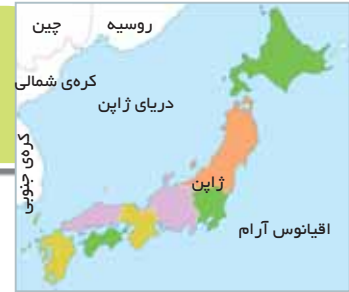 روسیه
چین
کره‌ی شمالی
دریای ژاپن
کره‌ی جنوبی
ژاپن
اقیانوس آرام